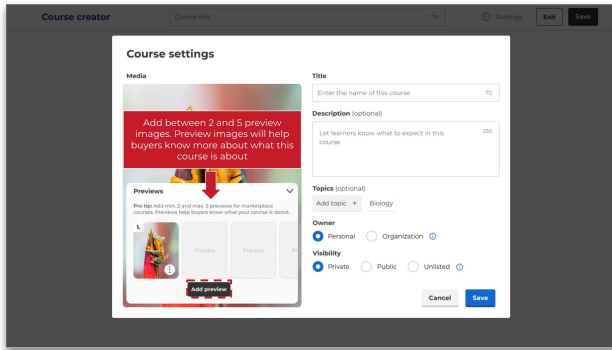 Course creator
Course title
70
Settings
Exit
Save
Course settings
Media
Add between 2 and 5 preview
images. Preview images will help
buyers know more about what this
course is about
Previews
Pro tip: Add min. 2 and max. 5 previews for marketplace
courses. Previews help buyers know what your course is about.
1.
Preview
Preview
Pr
Add preview
Title
Enter the name of this course
70
Description (optional)
Let learners know what to expect in this
course
250
Topics (optional)
Add topic +
Biology
Owner
Personal
Organization
Visibility
Private
Public
Unlisted
Cancel
Save